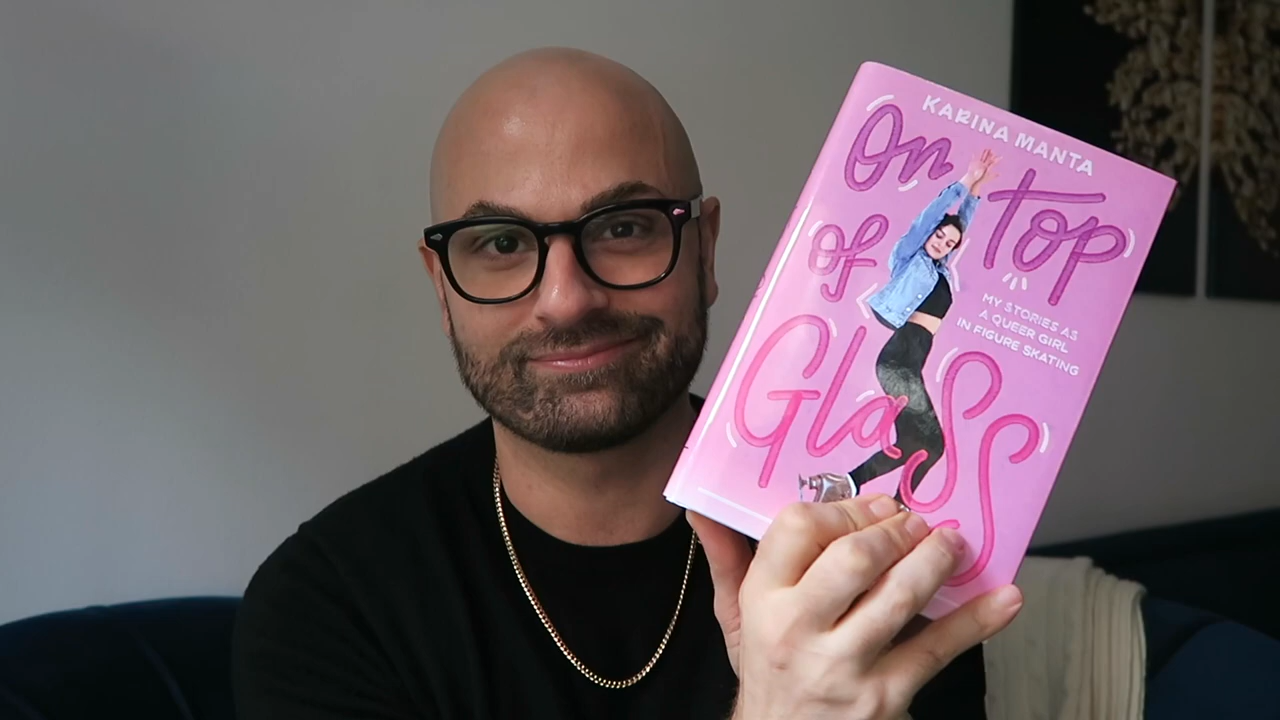 KARINA MANTA
On top
of
Glass
MY STORIES AS
A QUEER GIRL
IN FIGURE SKATING